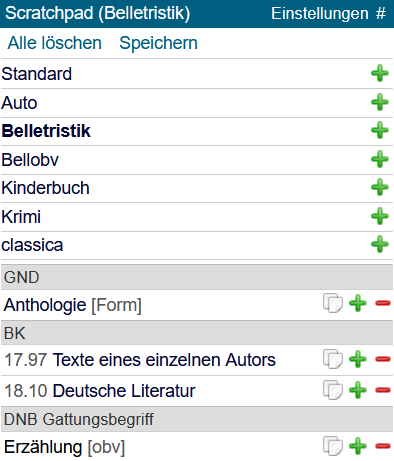 Scratchpad (Belletristik) Einstellungen #
Alle löschen Speichern
Standard
Auto
Belletristik
Bellobv
Kinderbuch
Krimi
classica
GND
Anthologie [Form]
BK
17.97 Texte eines einzelnen Autors
18.10 Deutsche Literatur
DNB Gattungsbegriff
Erzählung [obv]